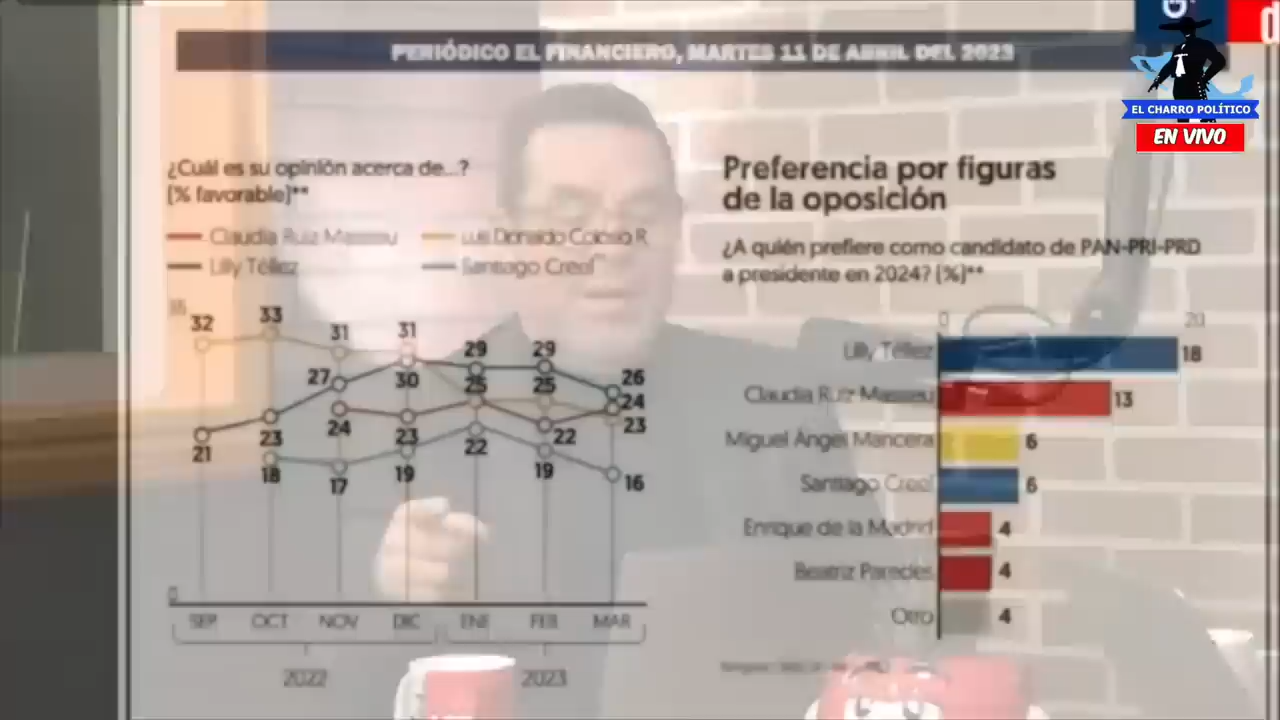 PERIÓDICO EL FINANCIERO, MARTES 11 DE ABRIL DEL 2023
EL CHARRO POLÍTICO
EN VIVO
¿Cuál es su opinión acerca de...?
[% favorable]**
Claudia Ruiz Massieu
Luis Donaldo Colosio R.
Lilly Téllez
Santiago Creel
35
32
33
31
31
29
29
26
27
30
25
25
24
21
23
24
23
22
22
23
18
17
19
19
16
0
SEP OCT NOV DIC ENE FEB MAR
2022
2023
Preferencia por figuras
de la oposición
¿A quién prefiere como candidato de PAN-PRI-PRD
a presidente en 2024? [%]**
0
20
Lilly Téllez 18
Claudia Ruiz Massieu 13
Miguel Ángel Mancera 6
Santiago Creel 6
Enrique de la Madrid 4
Beatriz Paredes 4
Otro 4